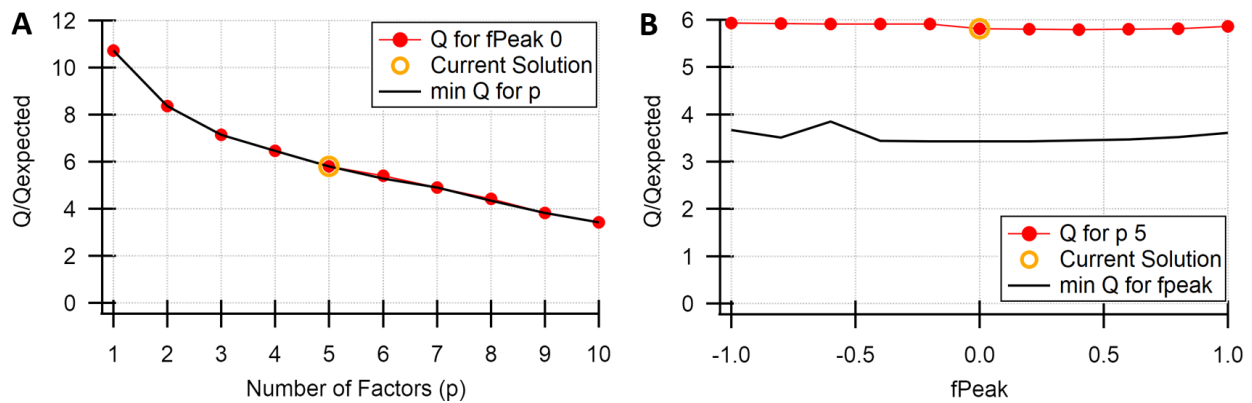 A
12
10
8
6
4
2
0
Q/Qexpected
Q for fPeak 0
Current Solution
min Q for p
1 2 3 4 5 6 7 8 9 10
Number of Factors (p)
B
6
5
4
3
2
1
0
Q/Qexpected
Q for p 5
Current Solution
min Q for fpeak
-1.0 -0.5 0.0 0.5 1.0
fPeak